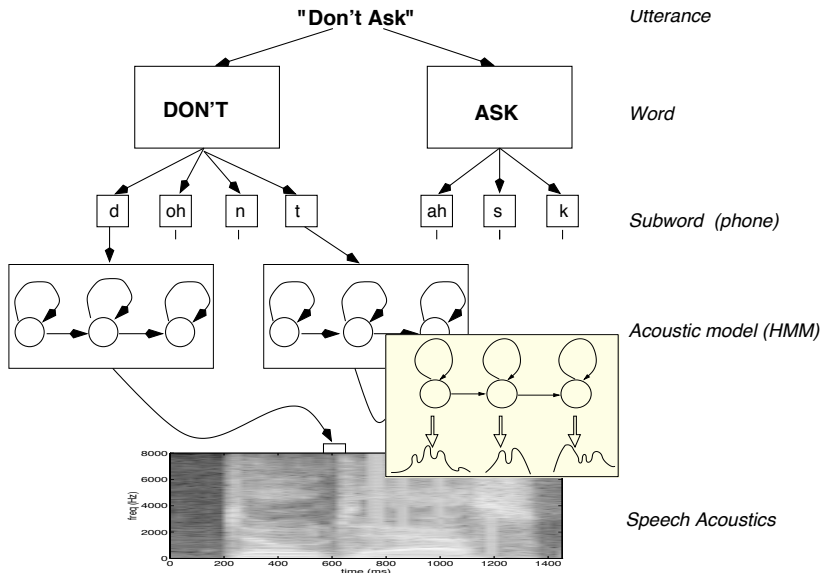 "Don't Ask"
Utterance
DON'T
ASK
Word
d oh n t ah s k
Subword (phone)
Acoustic model (HMM)
8000
6000
4000
2000
0
freq (Hz)
0 200 400 600 800 1000 1200 1400
time (ms)
Speech Acoustics